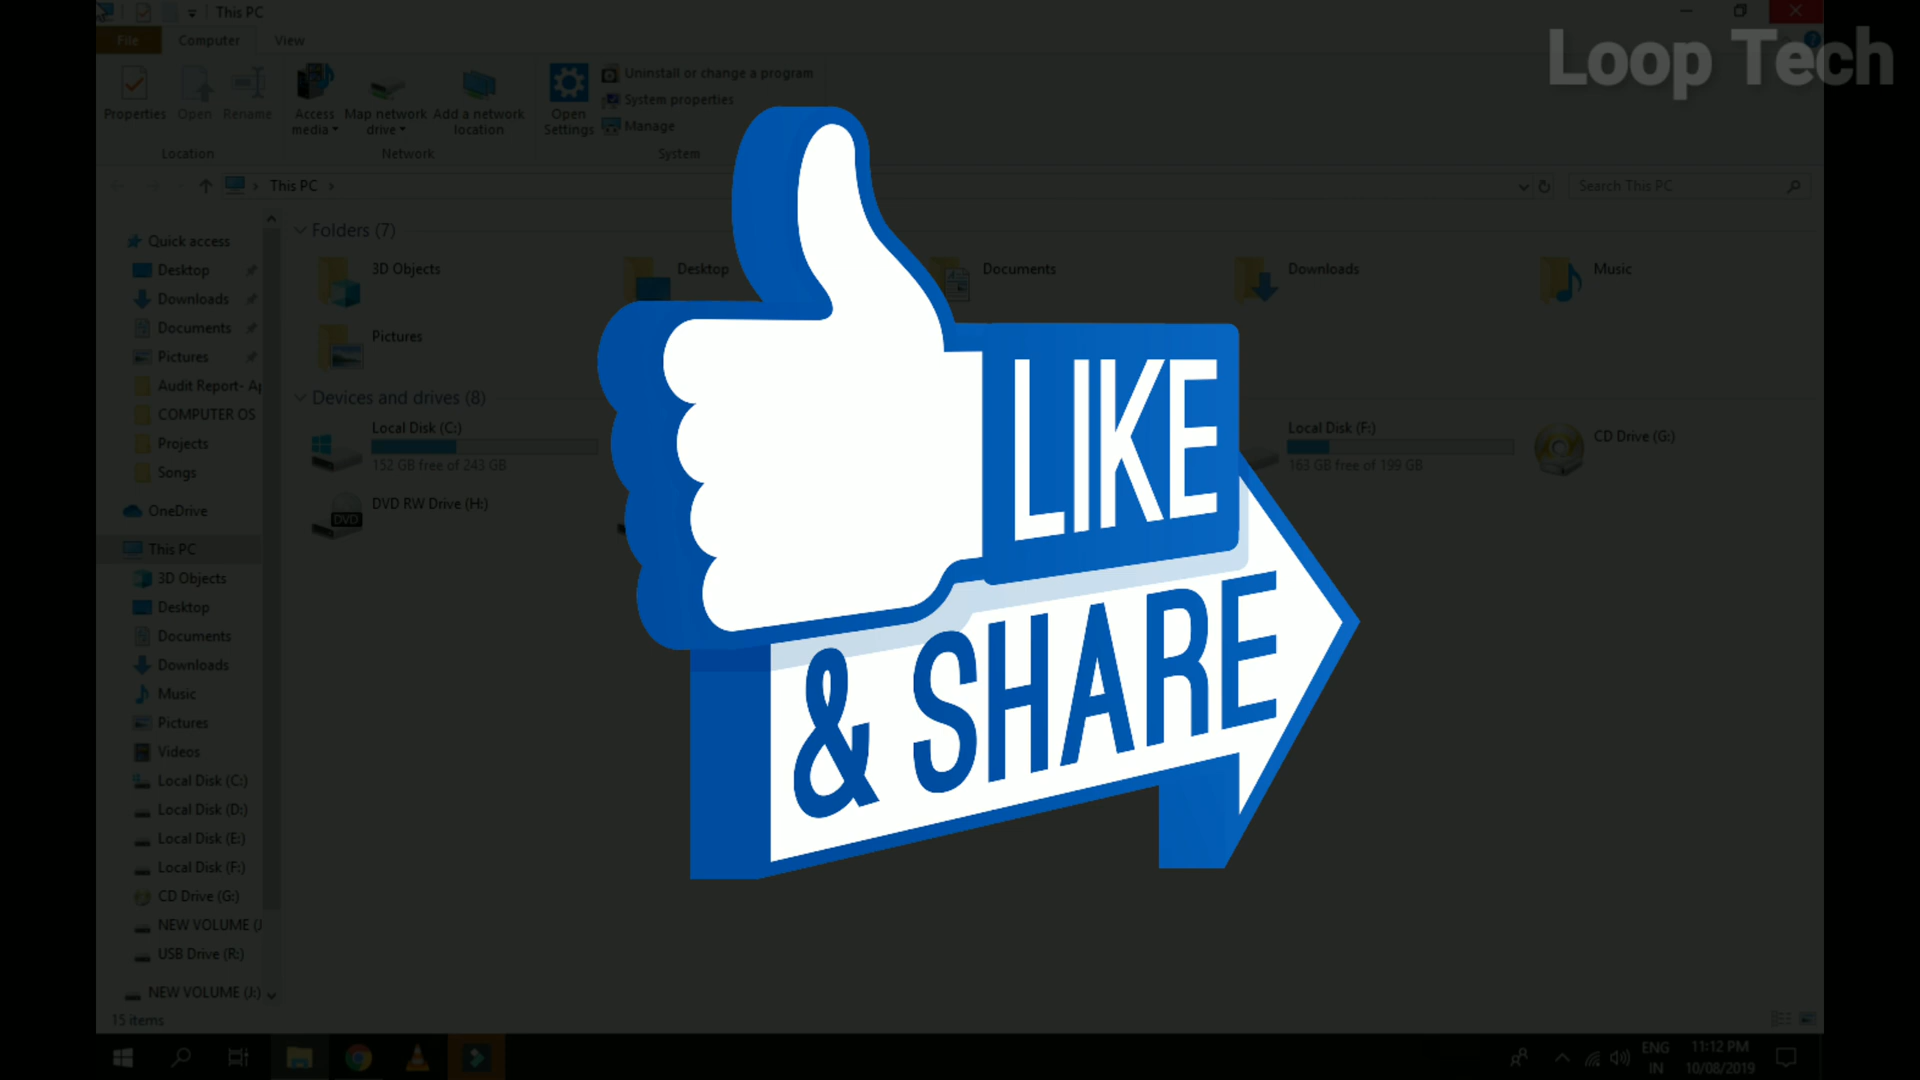 This PC
Loop Tech
File Computer View
Uninstall or change a program
System properties
Manage
Properties Open Rename
Access media
Map network drive
Add a network location
Open Settings
Location Network System
This PC
Search This PC
Quick access
Desktop
Downloads
Documents
Pictures
Audit Report- Ap
COMPUTER OS
Projects
Songs
OneDrive
This PC
3D Objects
Desktop
Documents
Downloads
Music
Pictures
Videos
Local Disk (C:)
Local Disk (D:)
Local Disk (E:)
Local Disk (F:)
CD Drive (G:)
NEW VOLUME (J
USB Drive (R:)
NEW VOLUME (J:)
Folders (7)
3D Objects
Desktop
Documents
Downloads
Music
Pictures
Devices and drives (8)
Local Disk (C:)
152 GB free of 243 GB
Local Disk (F:)
163 GB free of 199 GB
CD Drive (G:)
DVD RW Drive (H:)
DVD
LIKE
& SHARE
15 items
ENG
IN
11:12 PM
10/08/2019